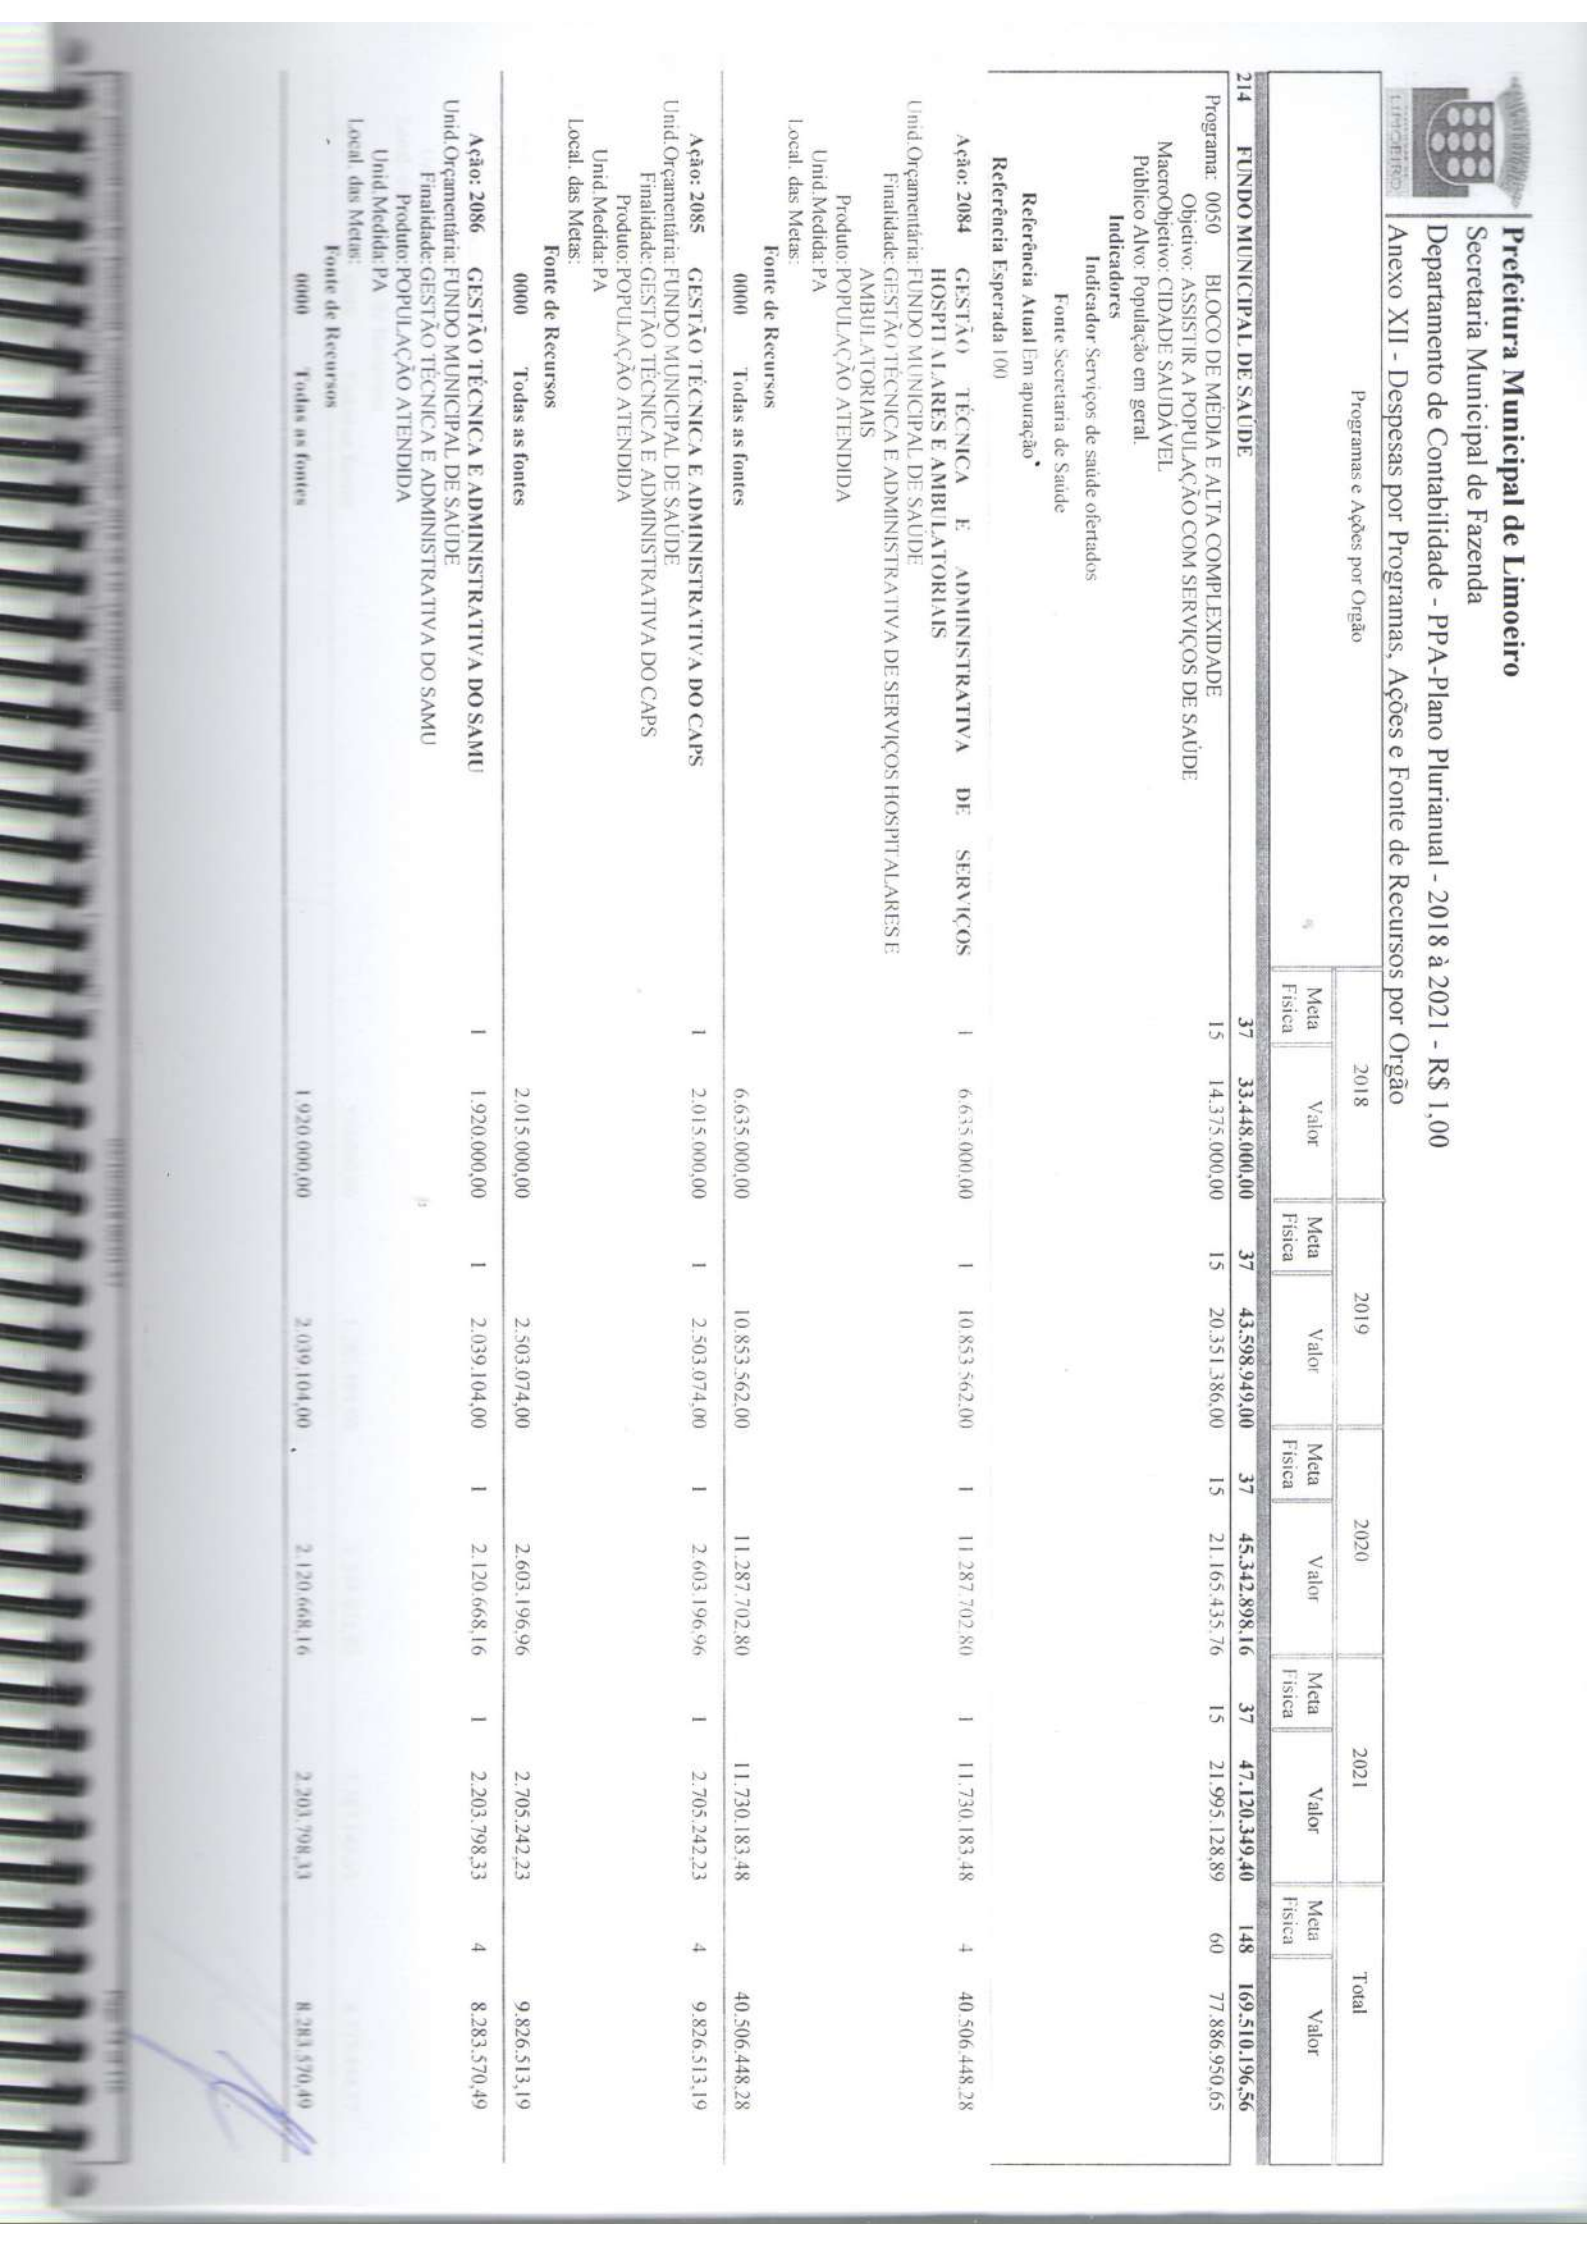 LIMOEIRO
Prefeitura Municipal de Limoeiro
Secretaria Municipal de Fazenda
Departamento de Contabilidade - PPA-Plano Plurianual - 2018 à 2021 - R$ 1,00
Anexo XII - Despesas por Programas, Ações e Fonte de Recursos por Orgão
Programas e Ações por Orgão 2018 2019 2020 2021 Total
Meta Física Valor Meta Física Valor Meta Física Valor Meta Física Valor Meta Física Valor
214 FUNDO MUNICIPAL DE SAÚDE 37 33.448.000,00 37 43.598.949,00 37 45.342.898,16 37 47.120.349,40 148 169.510.196,56
Programa: 0050 BLOCO DE MÉDIA E ALTA COMPLEXIDADE 15 14.375.000,00 15 20.351.386,00 15 21.165.435,76 15 21.995.128,89 60 77.886.950,65
Objetivo: ASSISTIR A POPULAÇÃO COM SERVIÇOS DE SAÚDE
MacroObjetivo: CIDADE SAUDÁVEL
Público Alvo: População em geral.
Indicadores
Indicador Serviços de saúde ofertados
Fonte Secretaria de Saúde
Referência Atual Em apuração
Referência Esperada 100
Ação: 2084 GESTÃO TÉCNICA E ADMINISTRATIVA DE SERVIÇOS 1 6.635.000,00 1 10.853.562,00 1 11.287.702,80 1 11.730.183,48 4 40.506.448,28
HOSPITALARES E AMBULATORIAIS
Unid.Orçamentária: FUNDO MUNICIPAL DE SAÚDE
Finalidade: GESTÃO TÉCNICA E ADMINISTRATIVA DE SERVIÇOS HOSPITALARES E
AMBULATORIAIS
Produto: POPULAÇÃO ATENDIDA
Unid.Medida: PA
Local. das Metas:
Fonte de Recursos
0000 Todas as fontes 6.635.000,00 10.853.562,00 11.287.702,80 11.730.183,48 40.506.448,28
Ação: 2085 GESTÃO TÉCNICA E ADMINISTRATIVA DO CAPS 1 2.015.000,00 1 2.503.074,00 1 2.603.196,96 1 2.705.242,23 4 9.826.513,19
Unid.Orçamentária: FUNDO MUNICIPAL DE SAÚDE
Finalidade: GESTÃO TÉCNICA E ADMINISTRATIVA DO CAPS
Produto: POPULAÇÃO ATENDIDA
Unid.Medida: PA
Local. das Metas:
Fonte de Recursos
0000 Todas as fontes 2.015.000,00 2.503.074,00 2.603.196,96 2.705.242,23 9.826.513,19
Ação: 2086 GESTÃO TÉCNICA E ADMINISTRATIVA DO SAMU 1 1.920.000,00 1 2.039.104,00 1 2.120.668,16 1 2.203.798,33 4 8.283.570,49
Unid.Orçamentária: FUNDO MUNICIPAL DE SAÚDE
Finalidade: GESTÃO TÉCNICA E ADMINISTRATIVA DO SAMU
Produto: POPULAÇÃO ATENDIDA
Unid.Medida: PA
Local. das Metas:
Fonte de Recursos
0000 Todas as fontes 1.920.000,00 2.039.104,00 2.120.668,16 2.203.798,33 8.283.570,49